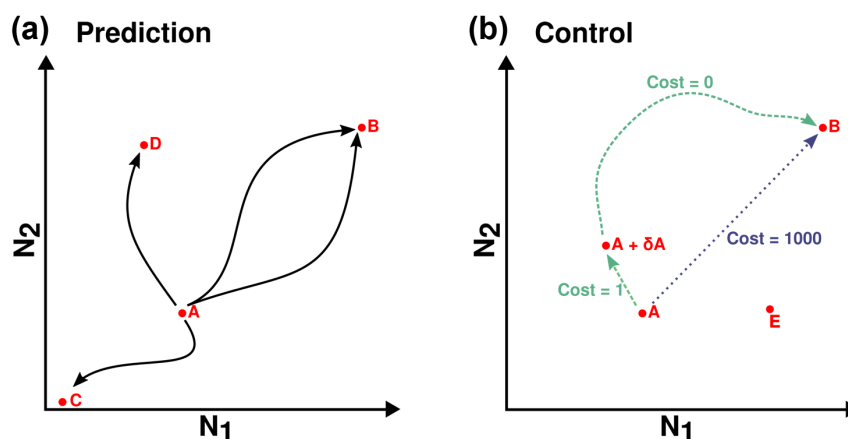 (a) Prediction
N2
D
B
A
C
N1
(b) Control
Cost = 0
B
N2
A + δA
Cost = 1000
Cost = 1
A
E
N1